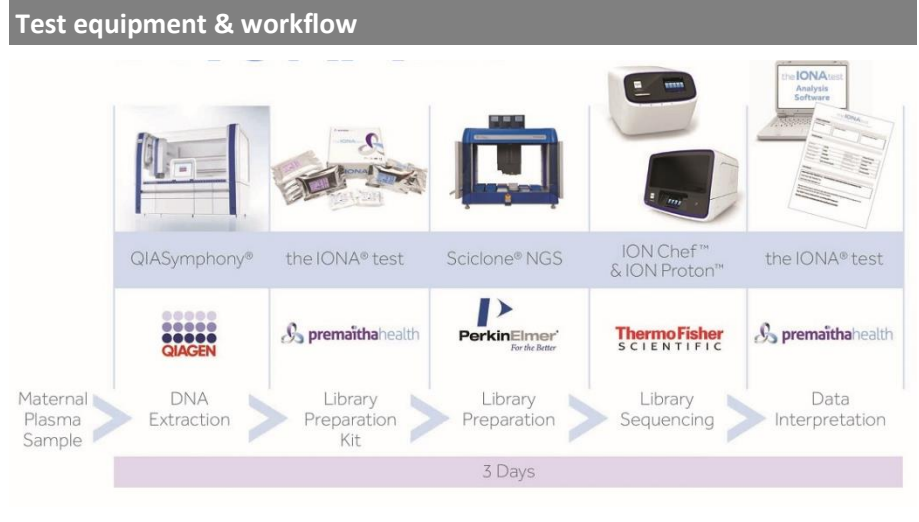 Test equipment & workflow
the IONA test
Analysis
Software
QIASymphony®
the IONA® test
Sciclone® NGS
ION Chef™
& ION Proton™
the IONA® test
QIAGEN
premaithahealth
PerkinElmer®
For the Better
ThermoFisher
SCIENTIFIC
premaithahealth
Maternal
Plasma
Sample
DNA
Extraction
Library
Preparation
Kit
Library
Preparation
Library
Sequencing
Data
Interpretation
3 Days